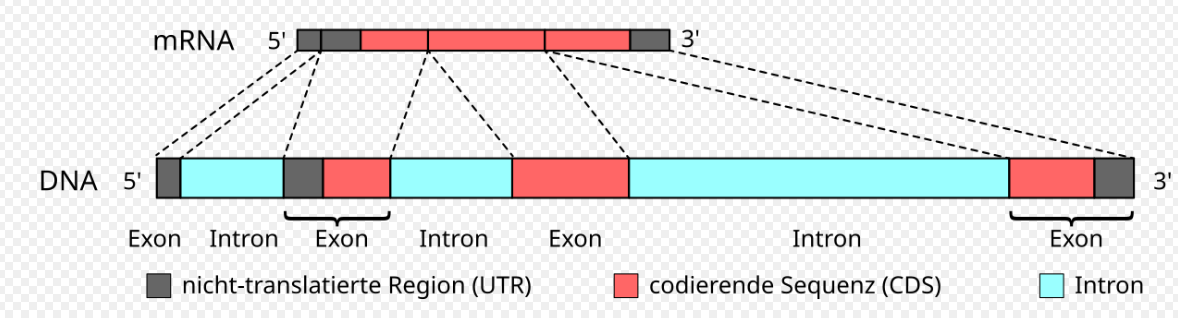 mRNA 5' 3'
DNA 5' 3'
Exon Intron Exon Intron Exon Intron Exon
nicht-translatierte Region (UTR) codierende Sequenz (CDS) Intron